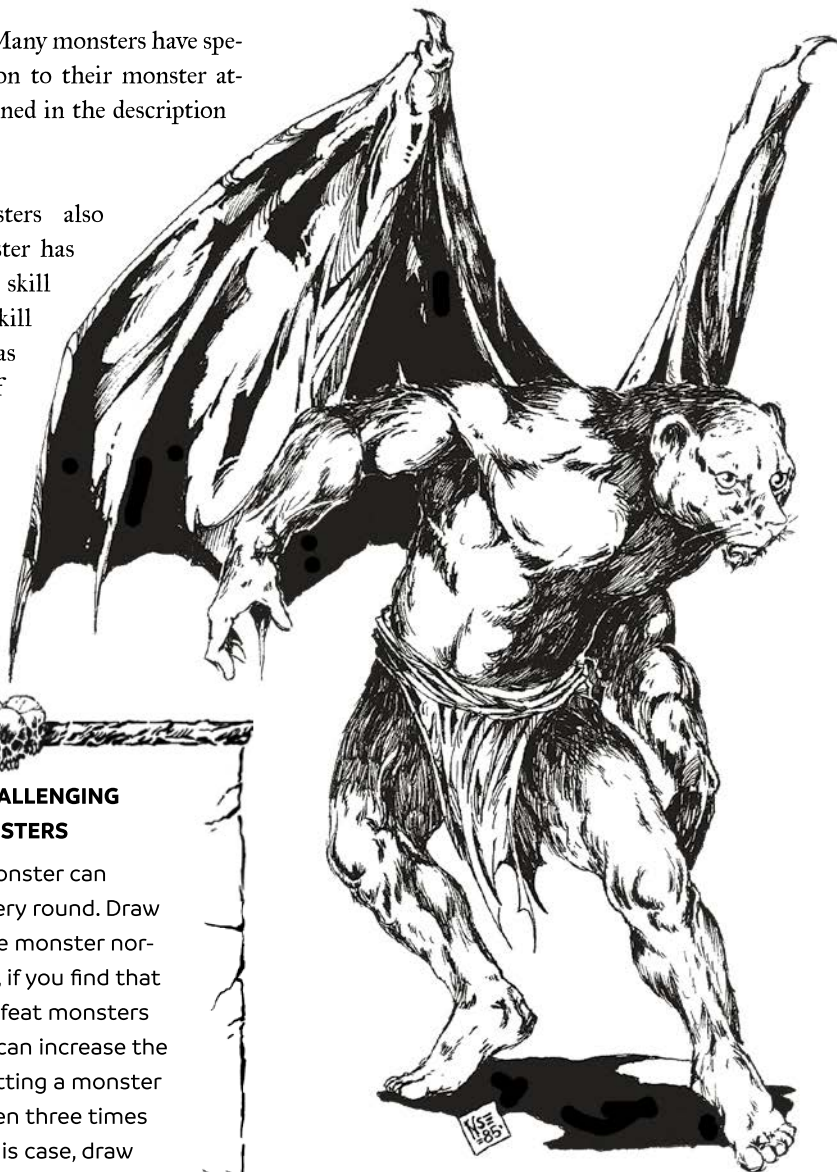 Many monsters have spe-
on to their monster at-
ned in the description
sters also
ster has
skill
kill
as
f
ALLENGING
STERS
onster can
ery round. Draw
e monster nor-
, if you find that
feat monsters
can increase the
tting a monster
en three times
is case, draw